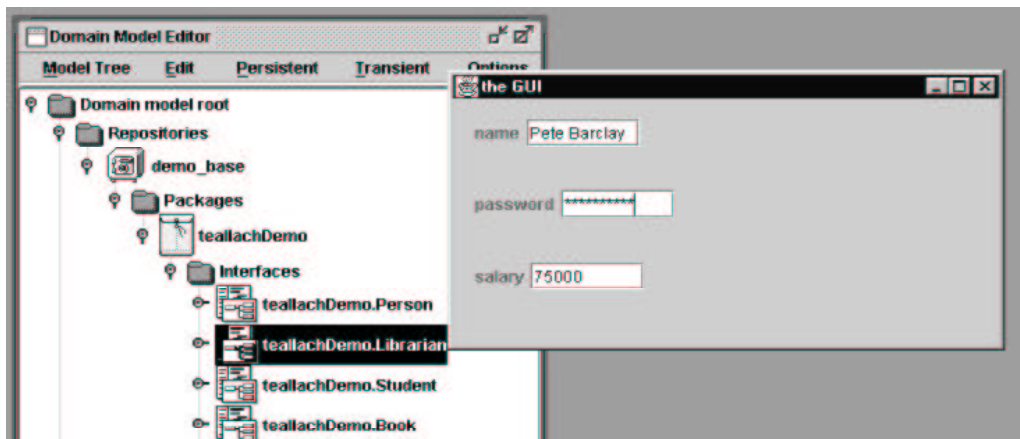 Domain Model Editor
Model Tree Edit Persistent Transient Options
Domain model root
Repositories
demo_base
Packages
teallachDemo
Interfaces
teallachDemo.Person
teallachDemo.Librarian
teallachDemo.Student
teallachDemo.Book
the GUI
name Pete Barclay
password **********
salary 75000